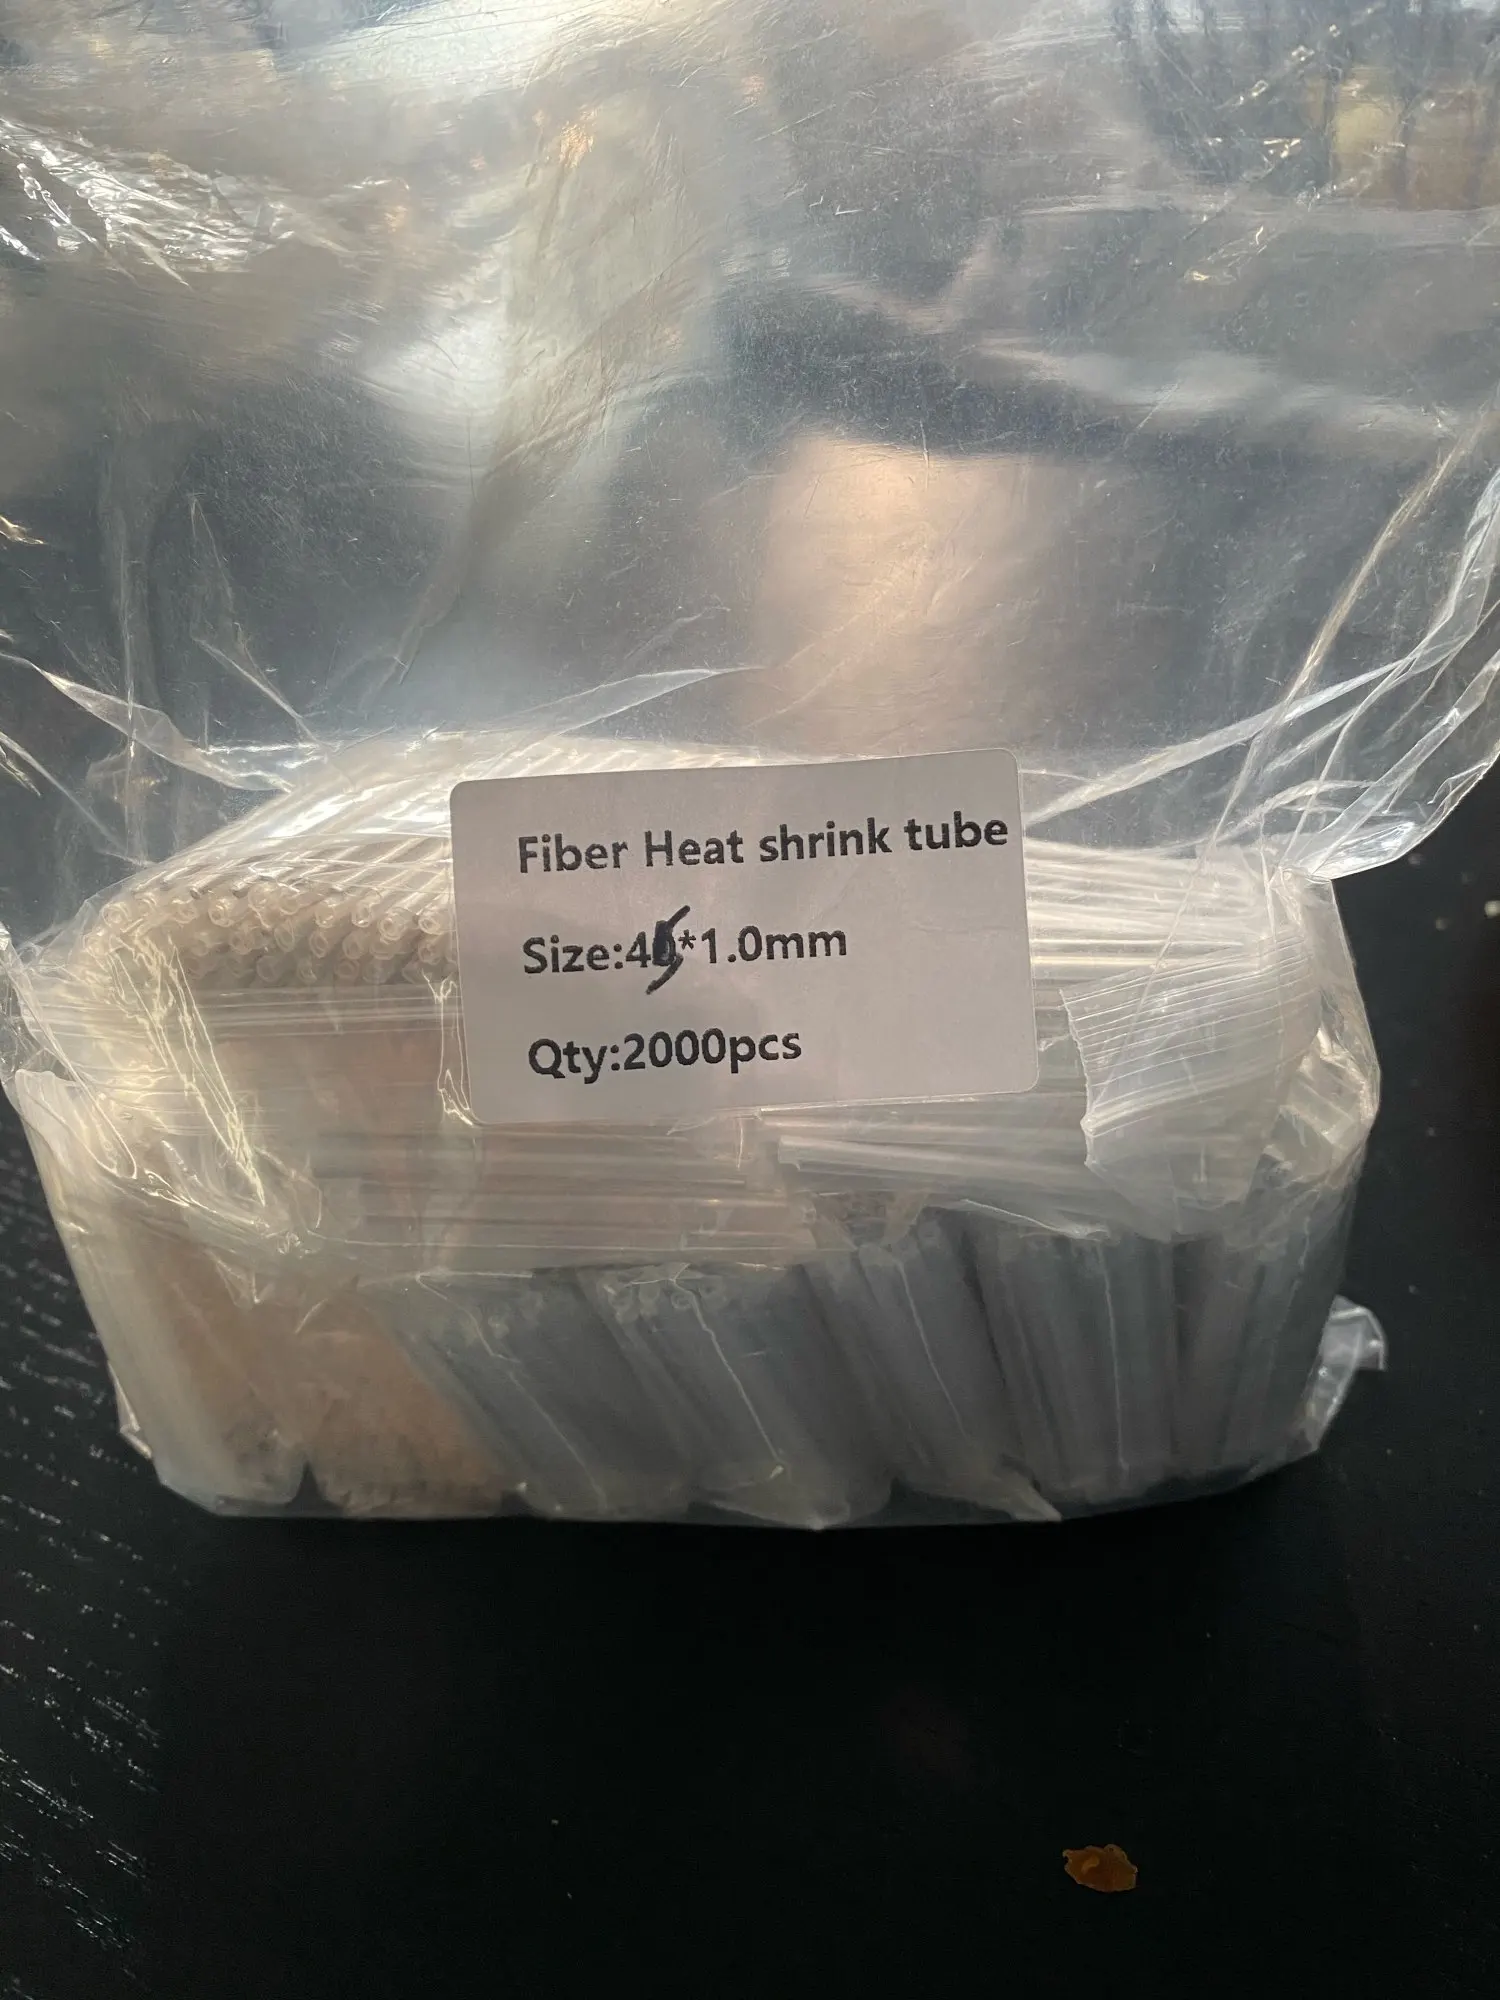 Fiber Heat shrink tube
Size:45*1.0mm
Qty:2000pcs